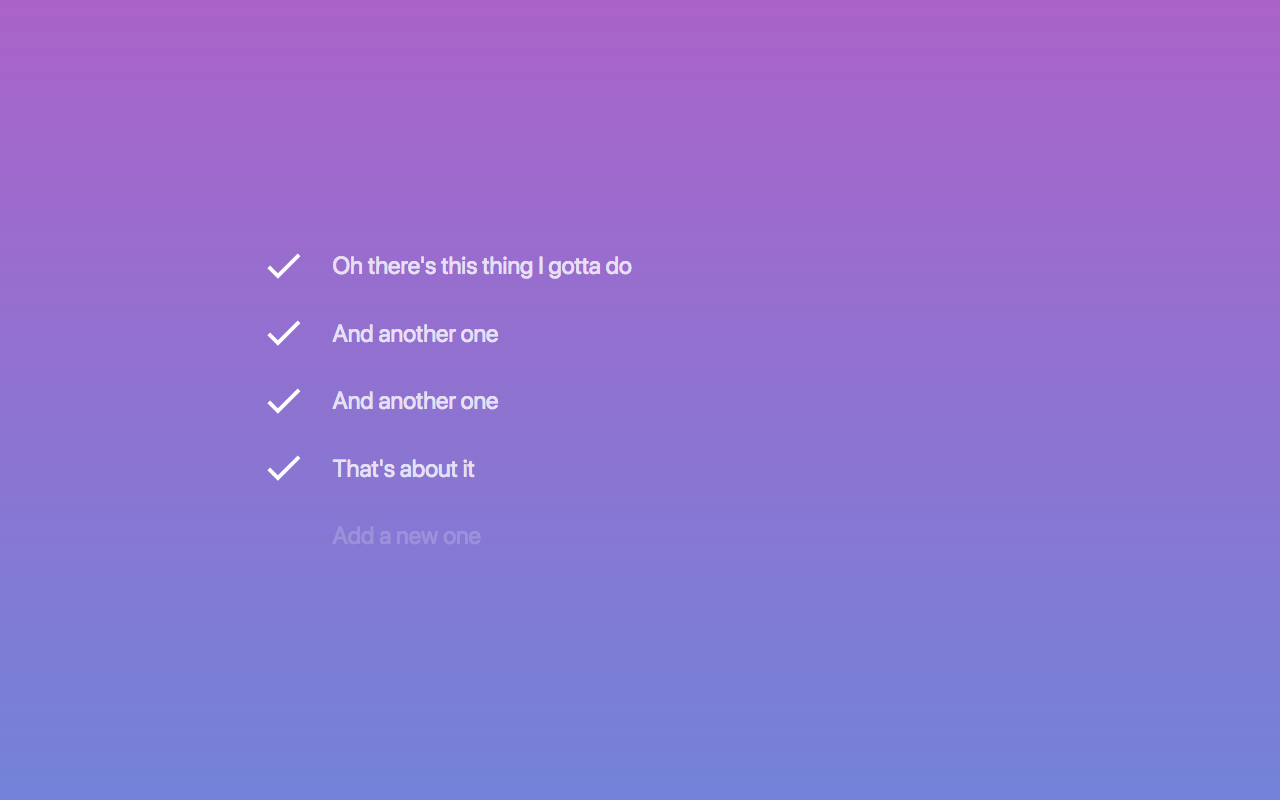 Oh there's this thing I gotta do
And another one
And another one
That's about it
Add a new one